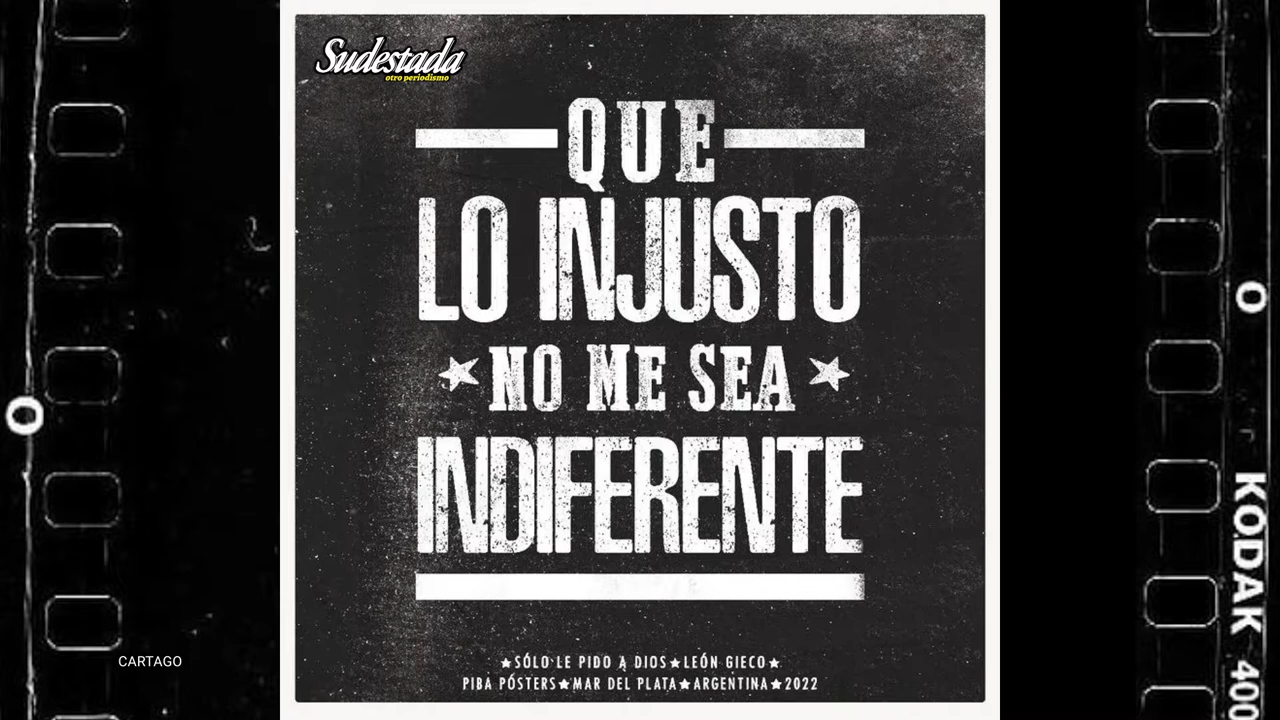 Sudestada
otro periodismo
QUE
LO INJUSTO
★NO ME SEA★
INDIFERENTE
★SÓLO LE PIDO A DIOS★LEÓN GIECO★
PIBA PÓSTERS★MAR DEL PLATA★ARGENTINA★2022
CARTAGO
O
O
KODAK 400